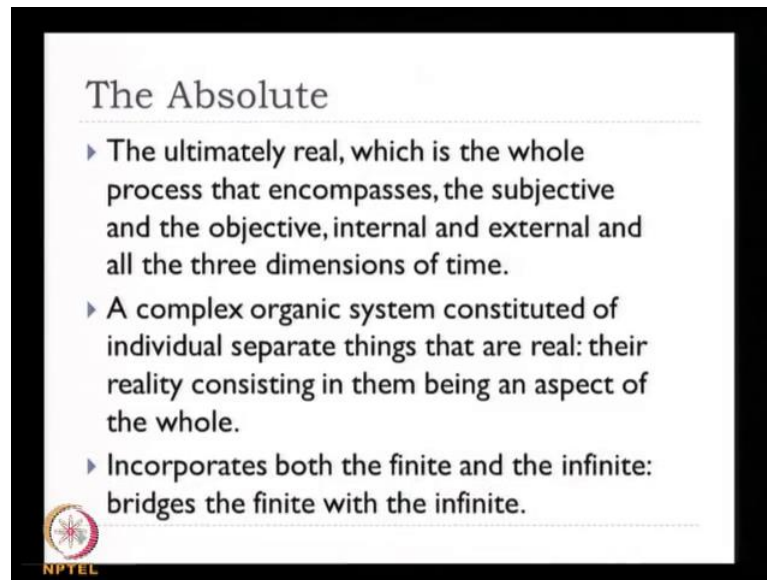 The Absolute
The ultimately real, which is the whole
process that encompasses, the subjective
and the objective, internal and external and
all the three dimensions of time.
A complex organic system constituted of
individual separate things that are real: their
reality consisting in them being an aspect of
the whole.
Incorporates both the finite and the infinite:
bridges the finite with the infinite.
NPTEL